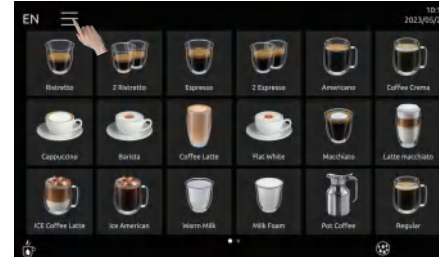 EN
2023/05/2
Ristretto
2 Ristretto
Espresso
2 Espresso
Americano
Coffee Crema
Cappuccino
Barista
Coffee Latte
Flat White
Macchiato
Latte macchiato
ICE Coffee Latte
Ice American
Warm Milk
Milk Foam
Pot Coffee
Regular